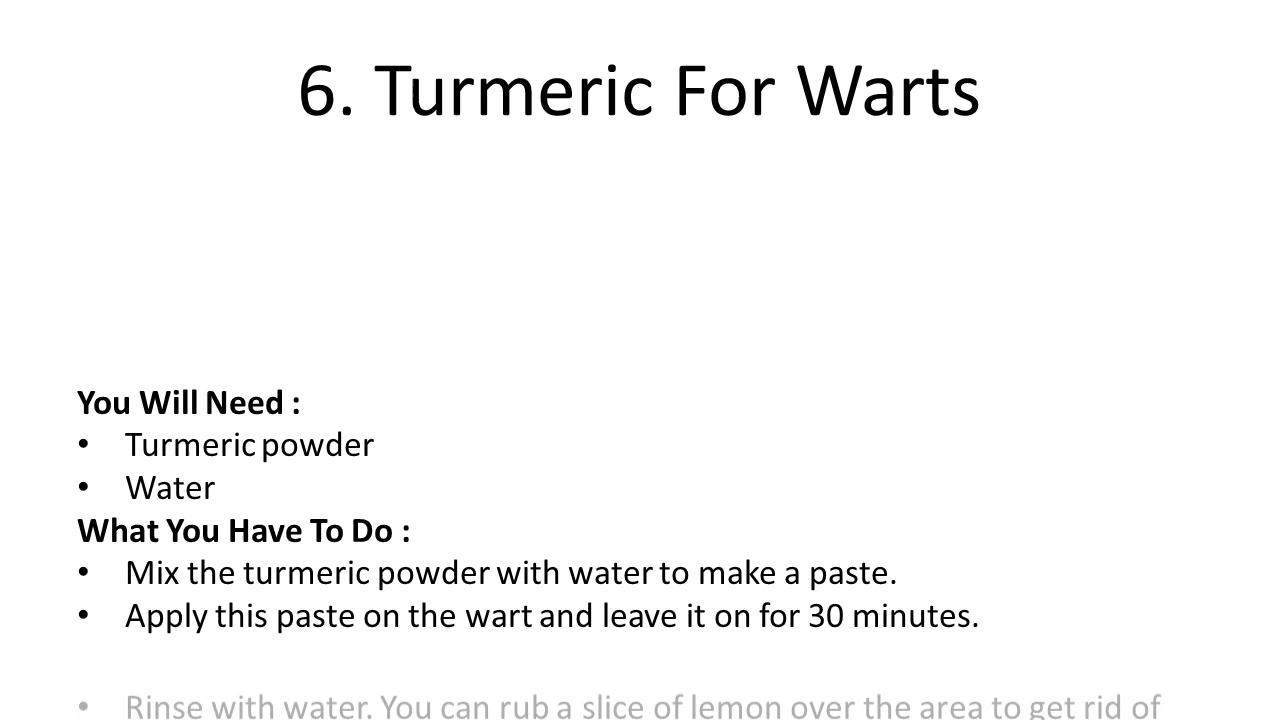 6. Turmeric For Warts
You Will Need :
• Turmeric powder
• Water
What You Have To Do :
• Mix the turmeric powder with water to make a paste.
• Apply this paste on the wart and leave it on for 30 minutes.
• Rinse with water. You can rub a slice of lemon over the area to get rid of